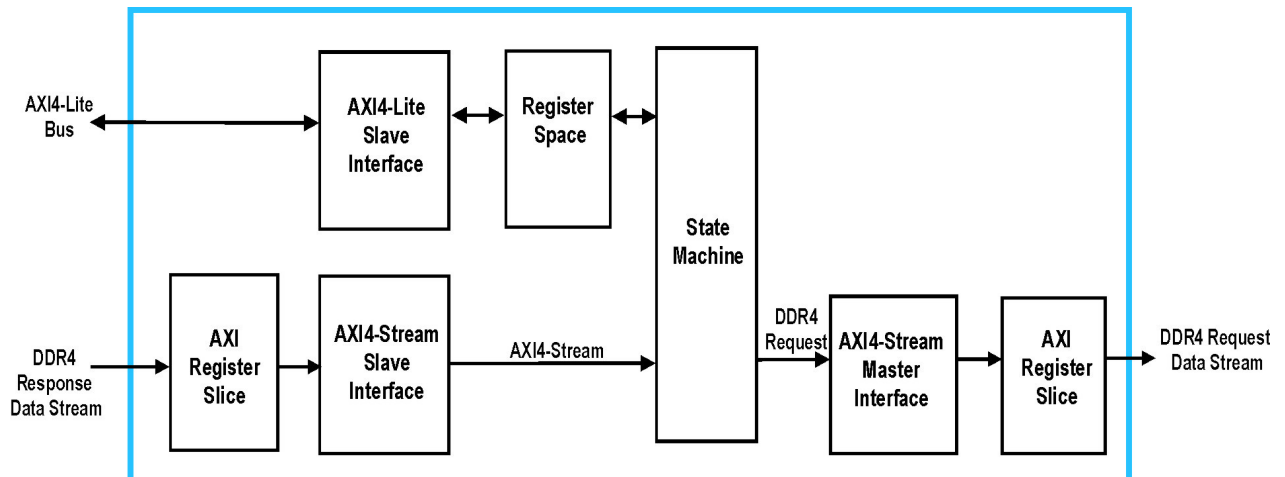 AXI4-Lite
Bus
AXI4-Lite
Slave
Interface
Register
Space
State
Machine
DDR4
Response
Data Stream
AXI
Register
Slice
AXI4-Stream
Slave
Interface
AXI4-Stream
DDR4
Request
AXI4-Stream
Master
Interface
AXI
Register
Slice
DDR4 Request
Data Stream